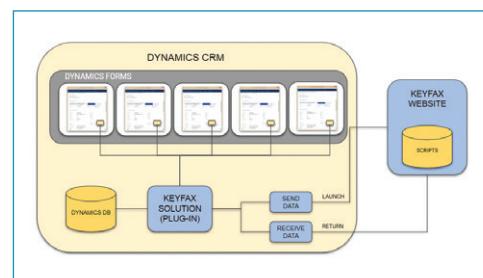 DYNAMICS CRM
DYNAMICS FORMS
KEYFAX
WEBSITE
SCRIPTS
DYNAMICS DB
KEYFAX
SOLUTION
(PLUG-IN)
SEND
DATA
LAUNCH
RECEIVE
DATA
RETURN